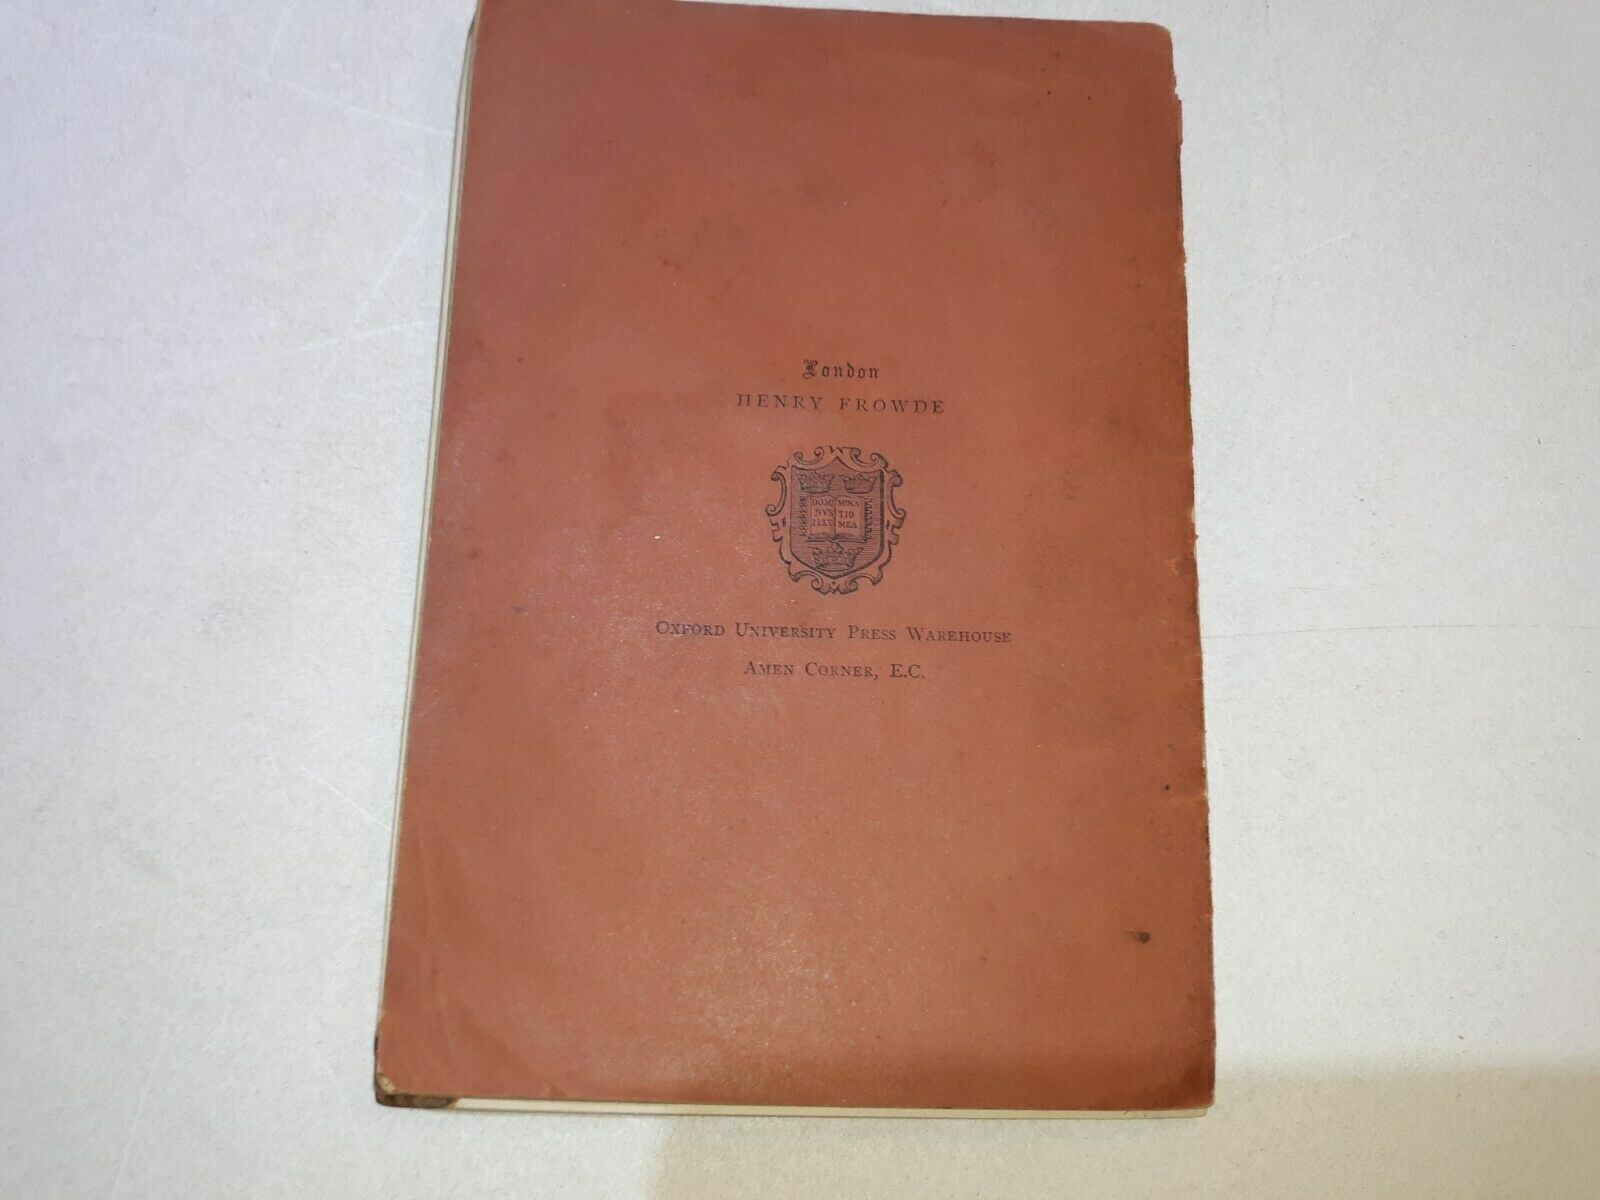 London
HENRY FROWDE
DOMI MINA
NVS TIO
ILLV MEA
OXFORD UNIVERSITY PRESS WAREHOUSE
AMEN CORNER, E.C.